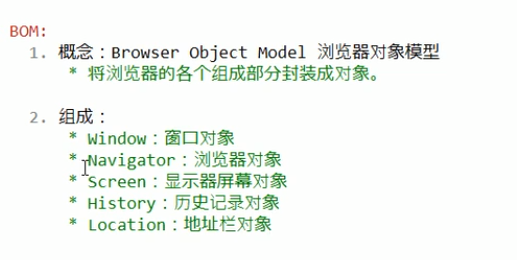 BOM:
1. 概念：Browser Object Model 浏览器对象模型
* 将浏览器的各个组成部分封装成对象。
2. 组成：
* Window：窗口对象
* Navigator：浏览器对象
* Screen：显示器屏幕对象
* History：历史记录对象
* Location：地址栏对象